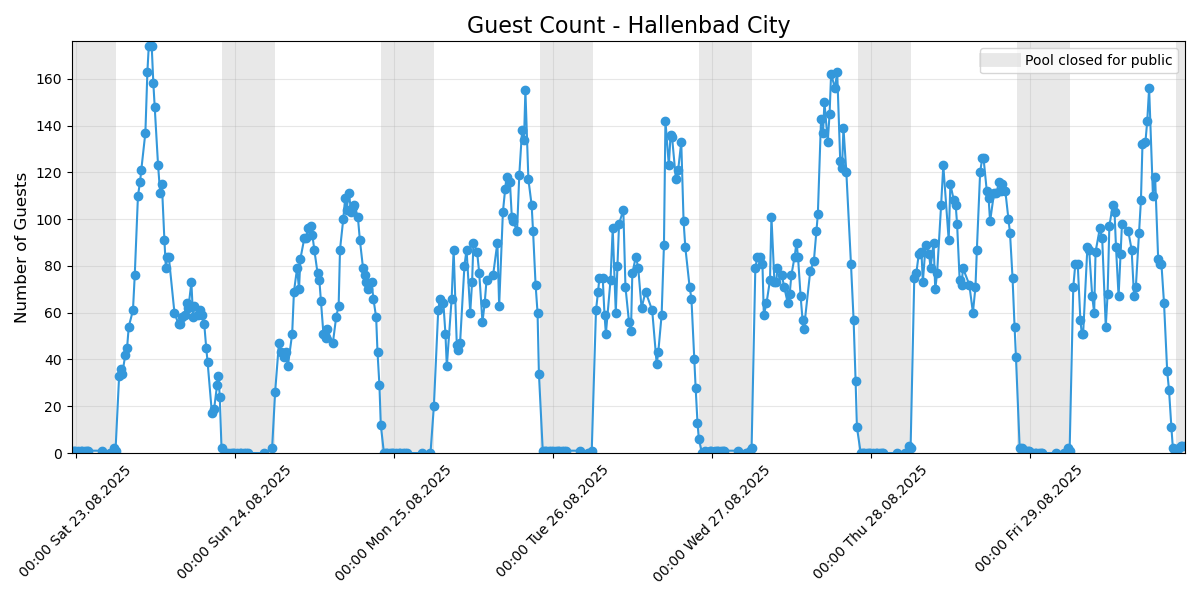 Guest Count - Hallenbad City
Pool closed for public
Number of Guests
160
140
120
100
80
60
40
20
0
00:00 Sat 23.08.2025
00:00 Sun 24.08.2025
00:00 Mon 25.08.2025
00:00 Tue 26.08.2025
00:00 Wed 27.08.2025
00:00 Thu 28.08.2025
00:00 Fri 29.08.2025